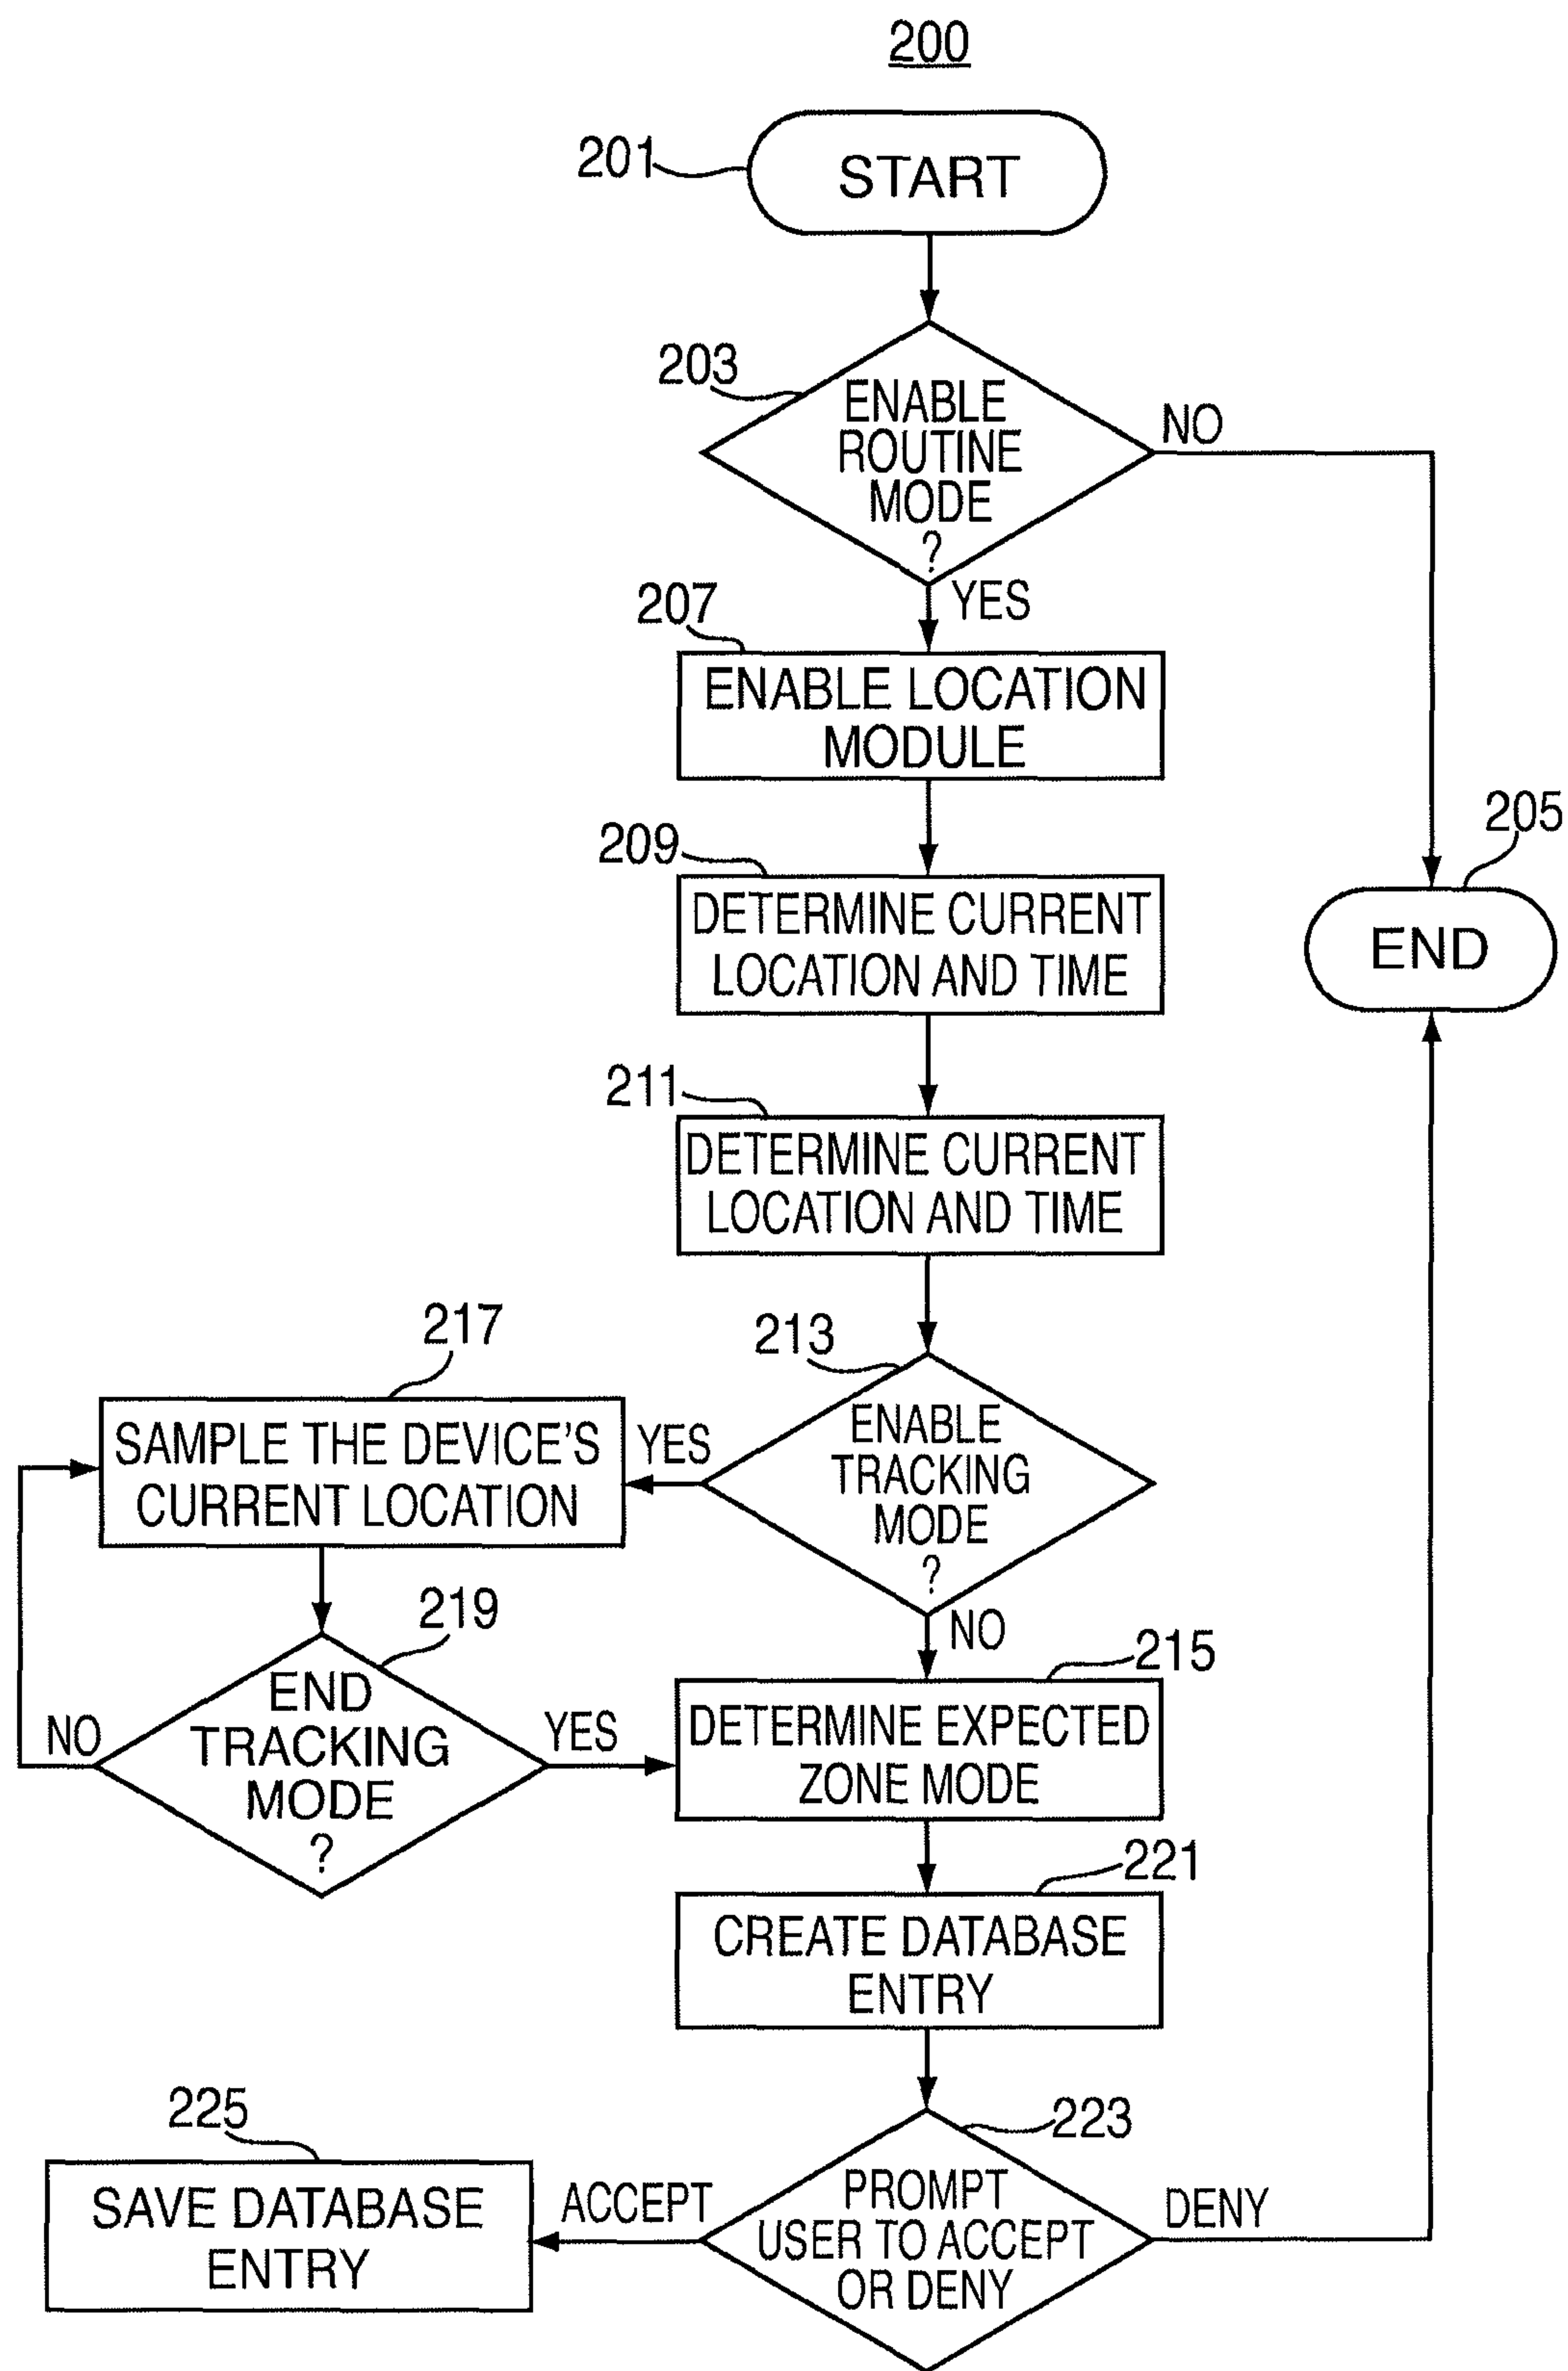 200
201
START
203
ENABLE
ROUTINE
MODE
?
NO
YES
207
ENABLE LOCATION
MODULE
209
DETERMINE CURRENT
LOCATION AND TIME
205
END
211
DETERMINE CURRENT
LOCATION AND TIME
213
ENABLE
TRACKING
MODE
?
YES
NO
217
SAMPLE THE DEVICE'S
CURRENT LOCATION
219
END
TRACKING
MODE
?
NO
YES
215
DETERMINE EXPECTED
ZONE MODE
221
CREATE DATABASE
ENTRY
223
PROMPT
USER TO ACCEPT
OR DENY
ACCEPT
DENY
225
SAVE DATABASE
ENTRY